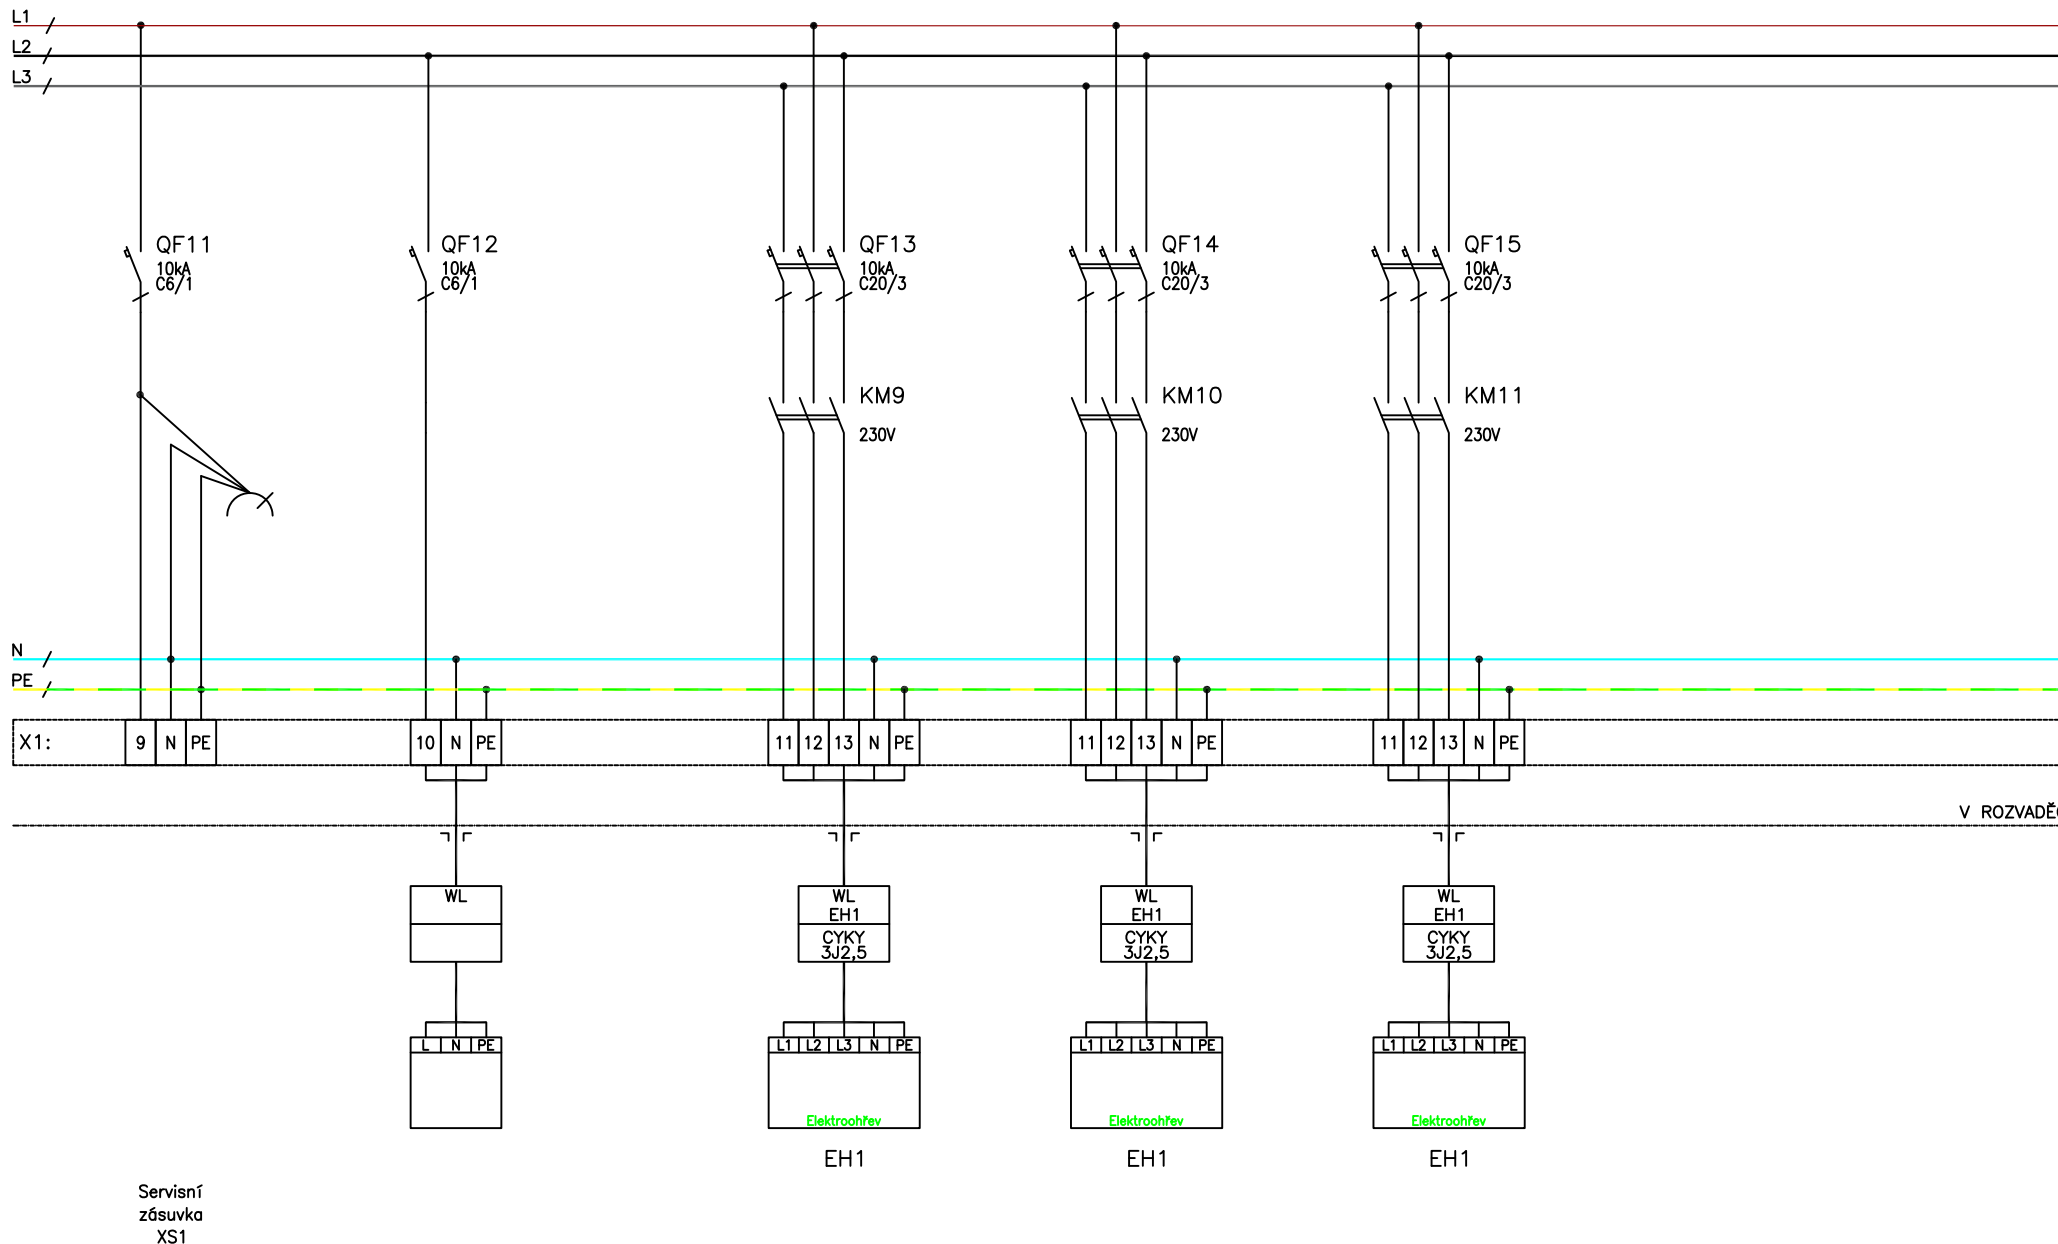 L1
L2
L3
QF11
10kA
C6/1
QF12
10kA
C6/1
QF13
10kA
C20/3
QF14
10kA
C20/3
QF15
10kA
C20/3
KM9
230V
KM10
230V
KM11
230V
N
PE
X1: 9 N PE 10 N PE 11 12 13 N PE 11 12 13 N PE 11 12 13 N PE
V ROZVADĚ
WL
WL
EH1
CYKY
3J2,5
WL
EH1
CYKY
3J2,5
WL
EH1
CYKY
3J2,5
L N PE
L1 L2 L3 N PE
L1 L2 L3 N PE
L1 L2 L3 N PE
Elektroohřev
Elektroohřev
Elektroohřev
EH1
EH1
EH1
Servisní
zásuvka
XS1